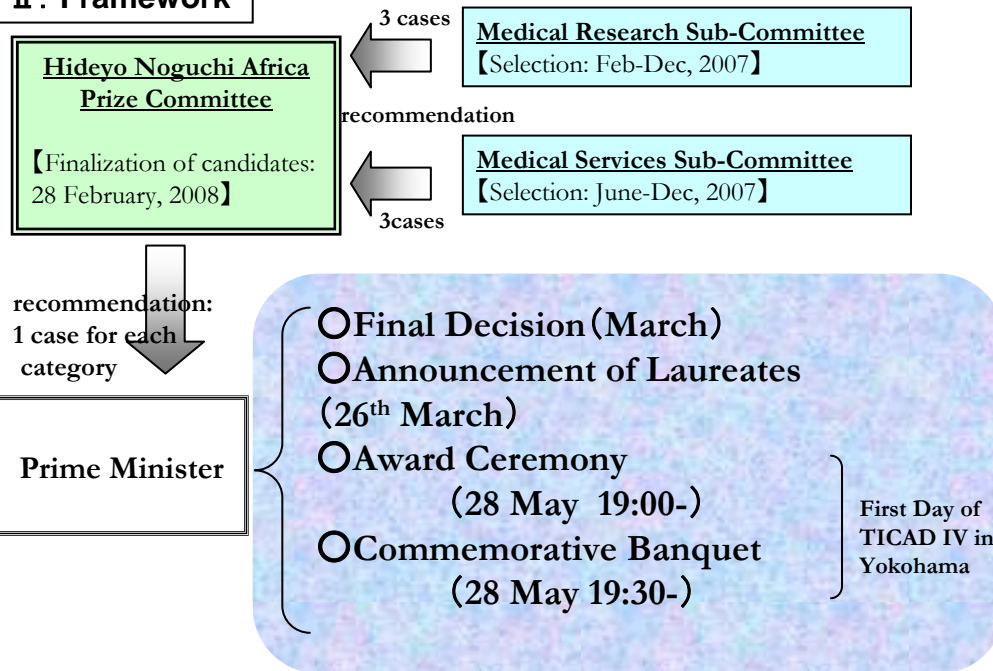 Ⅱ. Framework
3 cases
Medical Research Sub-Committee
【Selection: Feb-Dec, 2007】
Hideyo Noguchi Africa
Prize Committee
【Finalization of candidates:
28 February, 2008】
recommendation
Medical Services Sub-Committee
【Selection: June-Dec, 2007】
3cases
recommendation:
1 case for each
category
Prime Minister
○Final Decision（March）
○Announcement of Laureates
（26th March）
○Award Ceremony
（28 May 19:00-）
○Commemorative Banquet
（28 May 19:30-）
First Day of
TICAD IV in
Yokohama